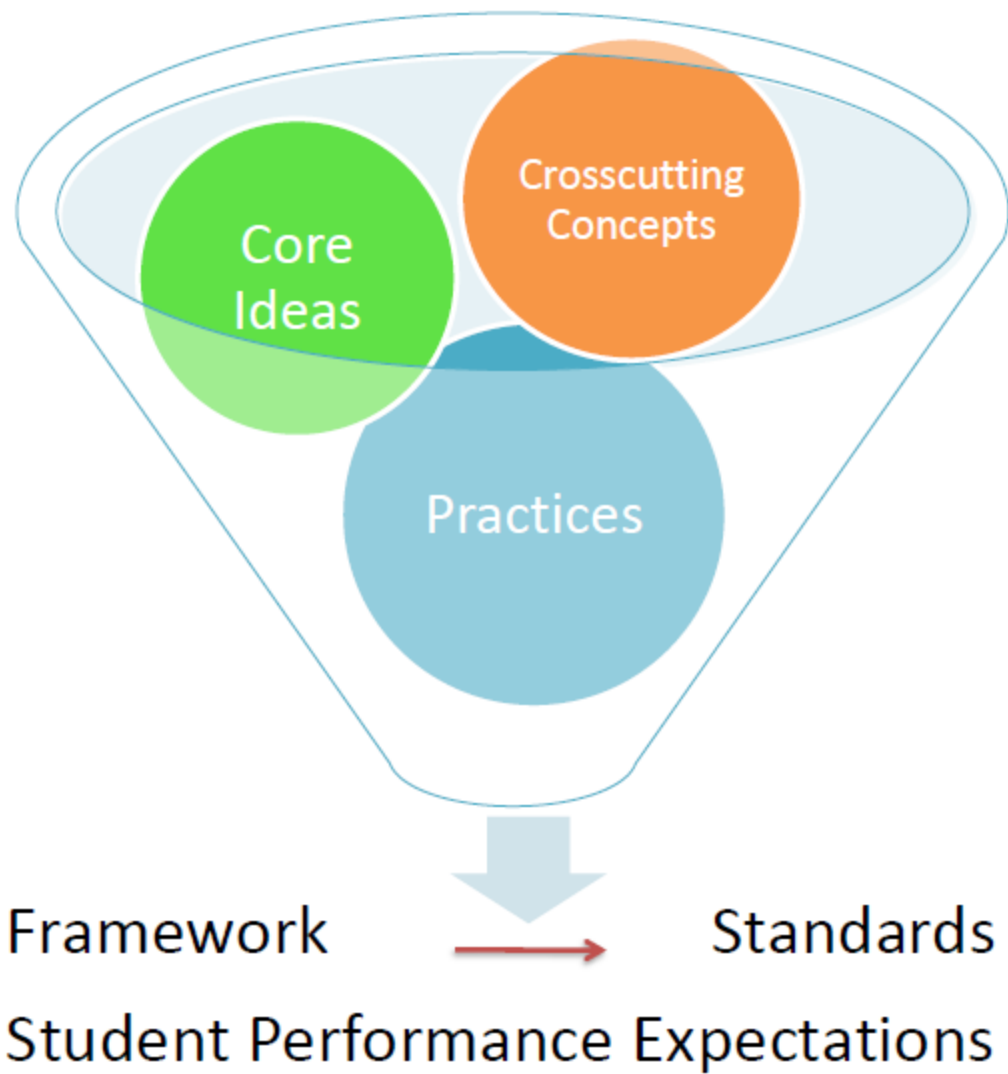 Crosscutting
Concepts
Core
Ideas
Practices
Framework Standards
Student Performance Expectations